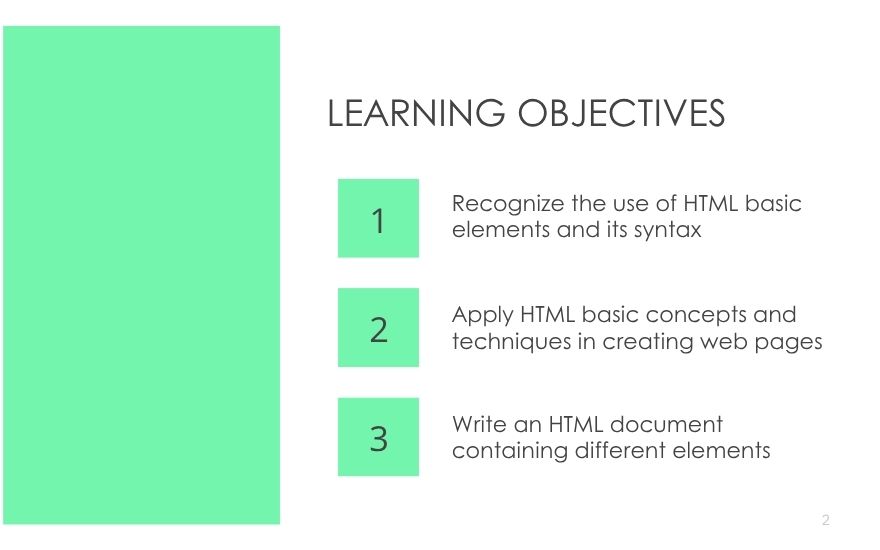 LEARNING OBJECTIVES
1
Recognize the use of HTML basic
elements and its syntax
2
Apply HTML basic concepts and
techniques in creating web pages
3
Write an HTML document
containing different elements
2